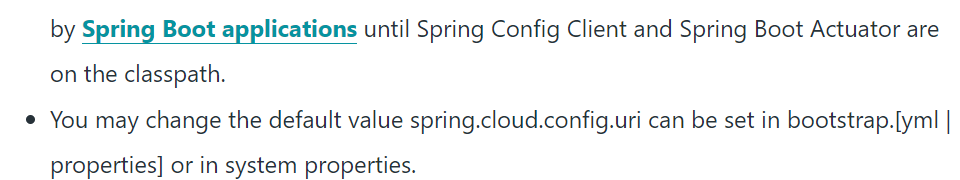 by Spring Boot applications until Spring Config Client and Spring Boot Actuator are
on the classpath.
• You may change the default value spring.cloud.config.uri can be set in bootstrap.[yml |
properties] or in system properties.